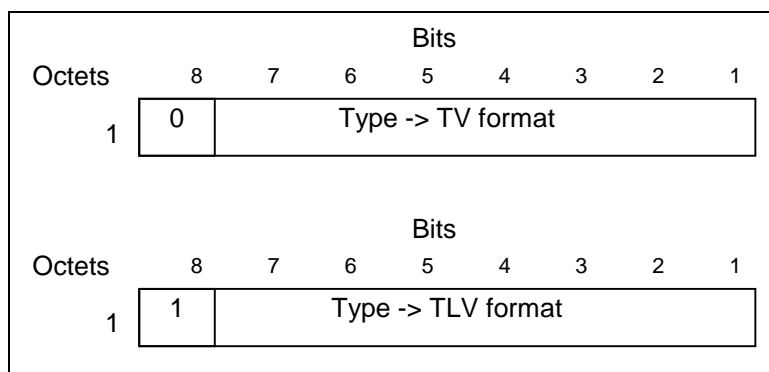 Bits
Octets 8 7 6 5 4 3 2 1
1 0 Type -> TV format
Bits
Octets 8 7 6 5 4 3 2 1
1 1 Type -> TLV format